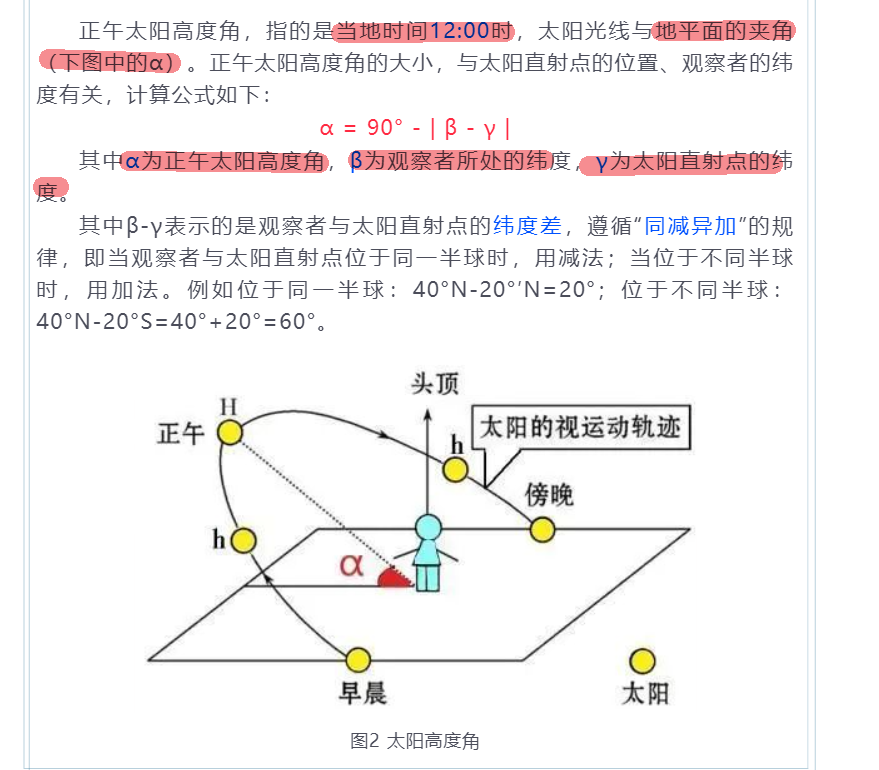 正午太阳高度角，指的是当地时间12:00时，太阳光线与地平面的夹角
（下图中的α）。正午太阳高度角的大小，与太阳直射点的位置、观察者的纬
度有关，计算公式如下：
α = 90° - | β - γ |
其中α为正午太阳高度角，β为观察者所处的纬度，γ为太阳直射点的纬
度。
其中β-γ表示的是观察者与太阳直射点的纬度差，遵循“同减异加”的规
律，即当观察者与太阳直射点位于同一半球时，用减法；当位于不同半球
时，用加法。例如位于同一半球：40°N-20°′N=20°；位于不同半球：
40°N-20°S=40°+20°=60°。
头顶
H
正午
太阳的视运动轨迹
h
傍晚
h
α
早晨
太阳
图2 太阳高度角